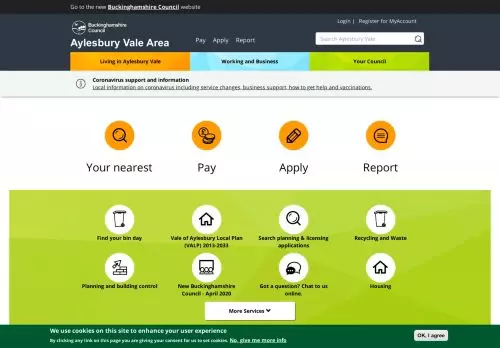 Go to the new Buckinghamshire Council website
Login | Register for MyAccount
Buckinghamshire
Council
Aylesbury Vale Area
Pay Apply Report
Search Aylesbury Vale
Living in Aylesbury Vale Working and Business Your Council
Coronavirus support and information
Local information on coronavirus including service changes, business support, how to get help and vaccinations.
Your nearest Pay Apply Report
Find your bin day
Vale of Aylesbury Local Plan
(VALP) 2013-2033
Search planning & licensing
applications
Recycling and Waste
Planning and building control
New Buckinghamshire
Council - April 2020
Got a question? Chat to us
online.
Housing
More Services
We use cookies on this site to enhance your user experience
By clicking any link on this page you are giving your consent for us to set cookies. No, give me more info
OK, I agree